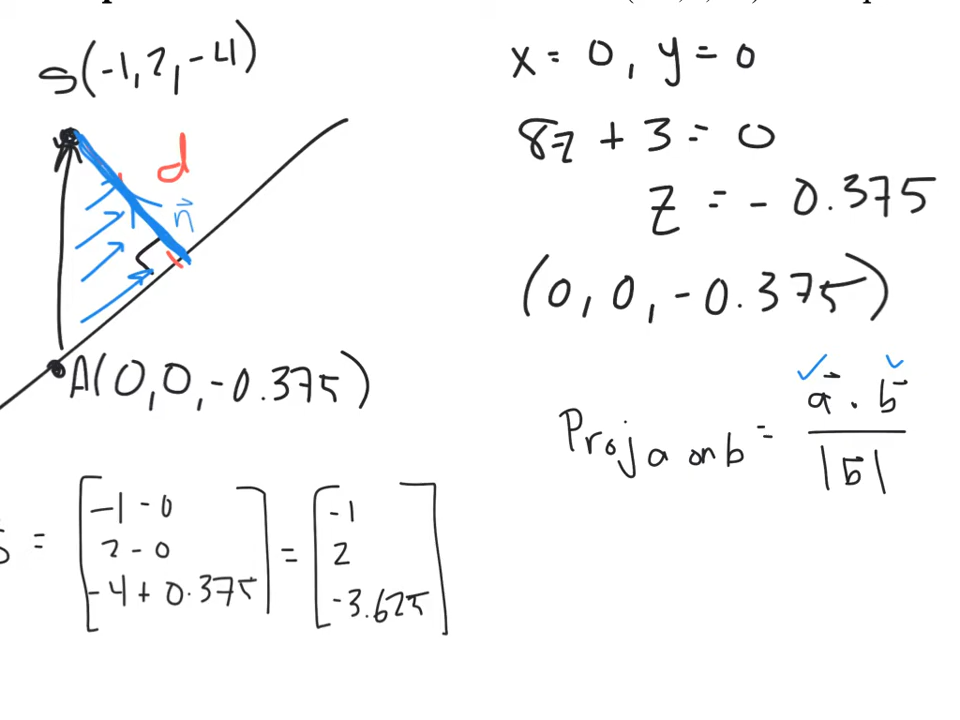 S(-1, 2, -4)
d
n⃗
A(0, 0, -0.375)
= [-1 - 0] = [-1]
[2 - 0] [2]
[-4 + 0.375] [-3.625]
x = 0, y = 0
8z + 3 = 0
z = -0.375
(0, 0, -0.375)
Proj a on b = a⃗ · b⃗ / |b⃗|